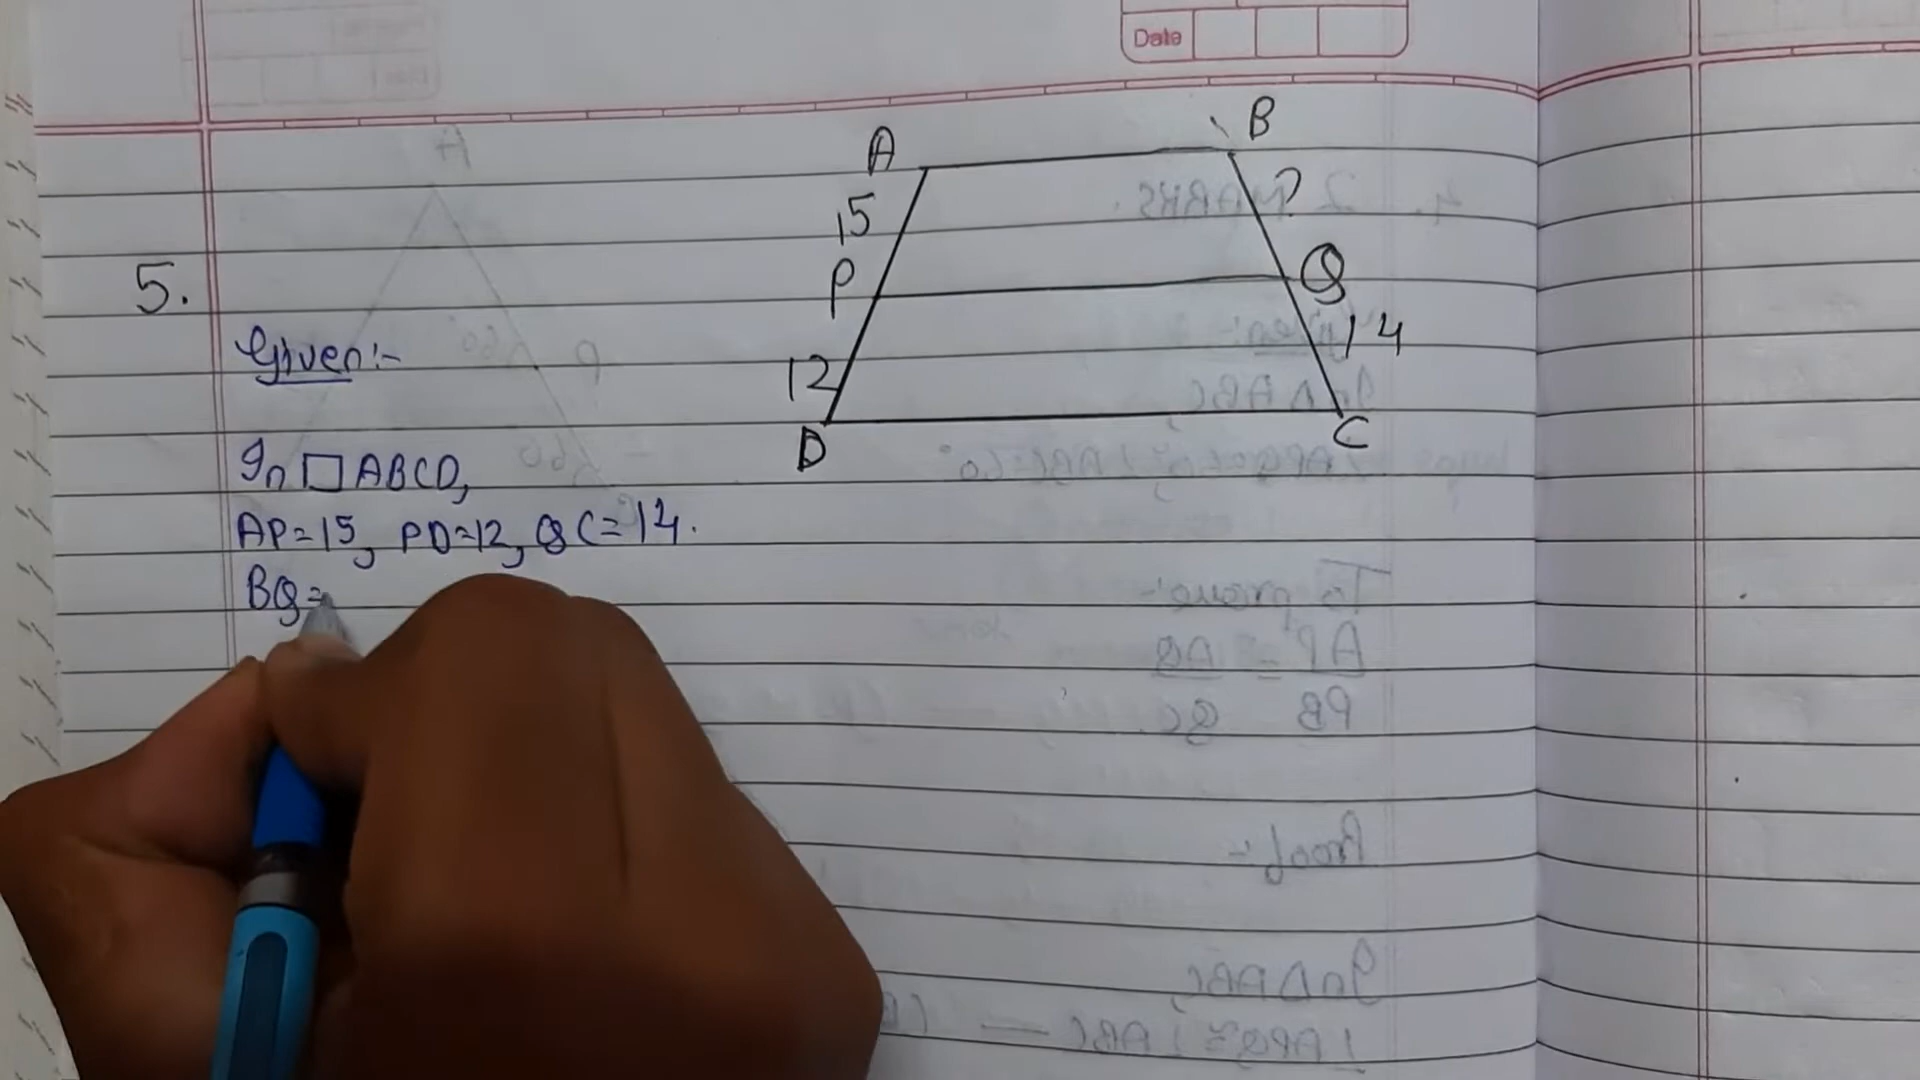 Date
A
B
15
?
P
Q
5.
14
Given:-
12
D
C
In □ABCD,
AP=15, PD=12, QC=14.
BQ=